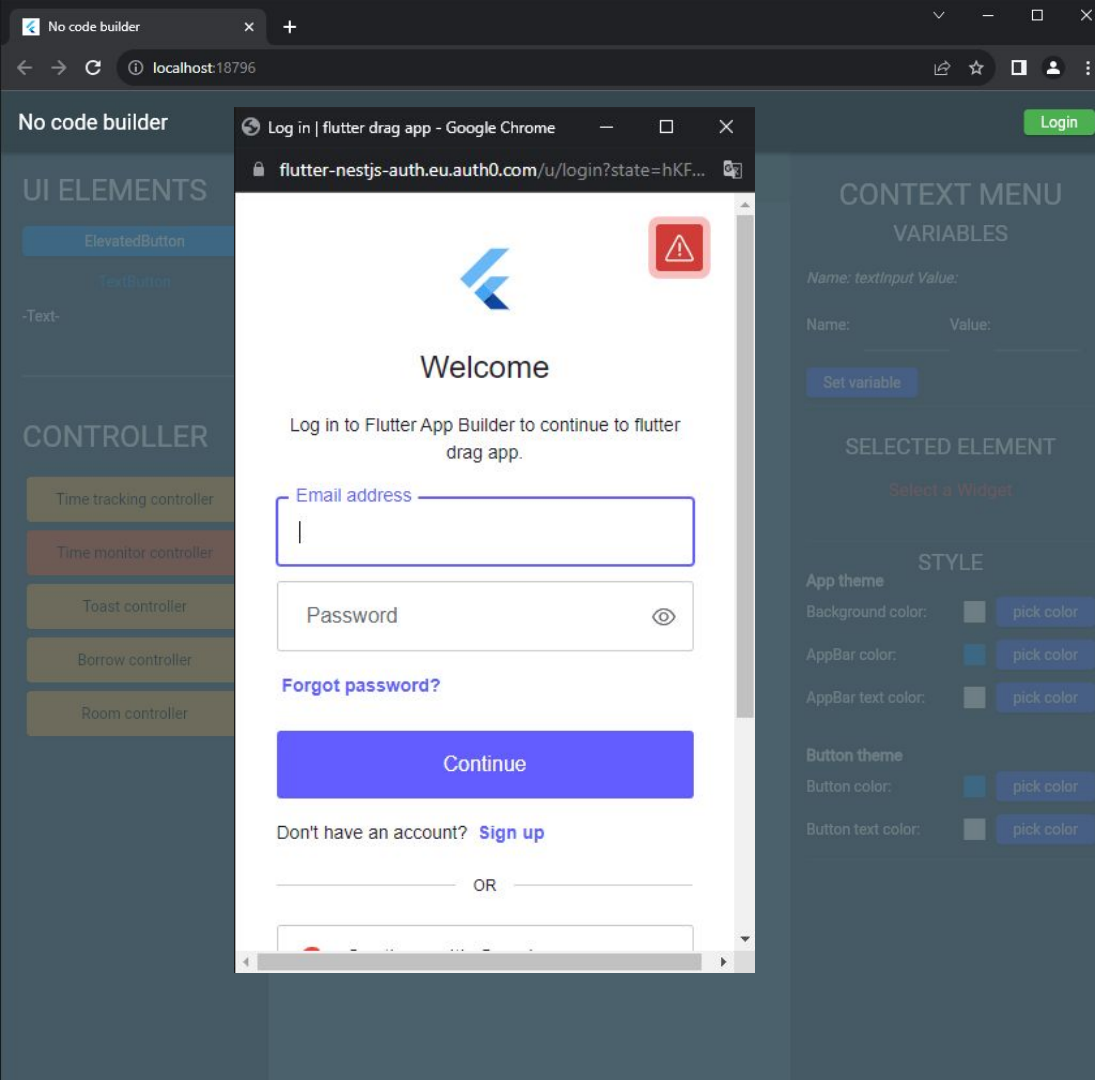 No code builder
localhost:18796
No code builder
Login
Log in | flutter drag app - Google Chrome
flutter-nestjs-auth.eu.auth0.com/u/login?state=hKF...
UI ELEMENTS
ElevatedButton
TextButton
-Text-
CONTROLLER
Time tracking controller
Time monitor controller
Toast controller
Borrow controller
Room controller
Welcome
Log in to Flutter App Builder to continue to flutter
drag app.
Email address
Password
Forgot password?
Continue
Don't have an account? Sign up
OR
CONTEXT MENU
VARIABLES
Name: textInput Value:
Name: Value:
Set variable
SELECTED ELEMENT
Select a Widget
STYLE
App theme
Background color: pick color
AppBar color: pick color
AppBar text color: pick color
Button theme
Button color: pick color
Button text color: pick color